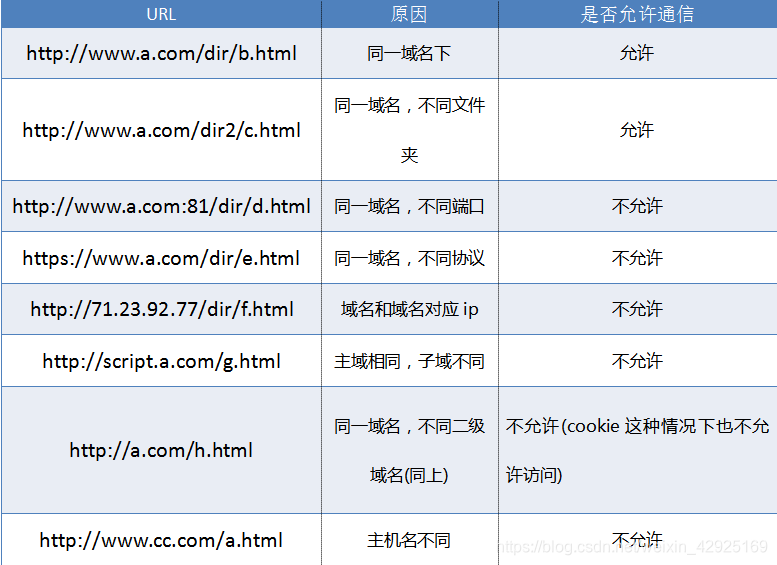 URL 原因 是否允许通信
http://www.a.com/dir/b.html 同一域名下 允许
http://www.a.com/dir2/c.html 同一域名，不同文件 允许
夹
http://www.a.com:81/dir/d.html 同一域名，不同端口 不允许
https://www.a.com/dir/e.html 同一域名，不同协议 不允许
http://71.23.92.77/dir/f.html 域名和域名对应 ip 不允许
http://script.a.com/g.html 主域相同，子域不同 不允许
http://a.com/h.html 同一域名，不同二级 不允许(cookie 这种情况下也不允
域名(同上) 许访问)
http://www.cc.com/a.html 主机名不同 不允许
https://blog.csdn.net/weixin_42925169